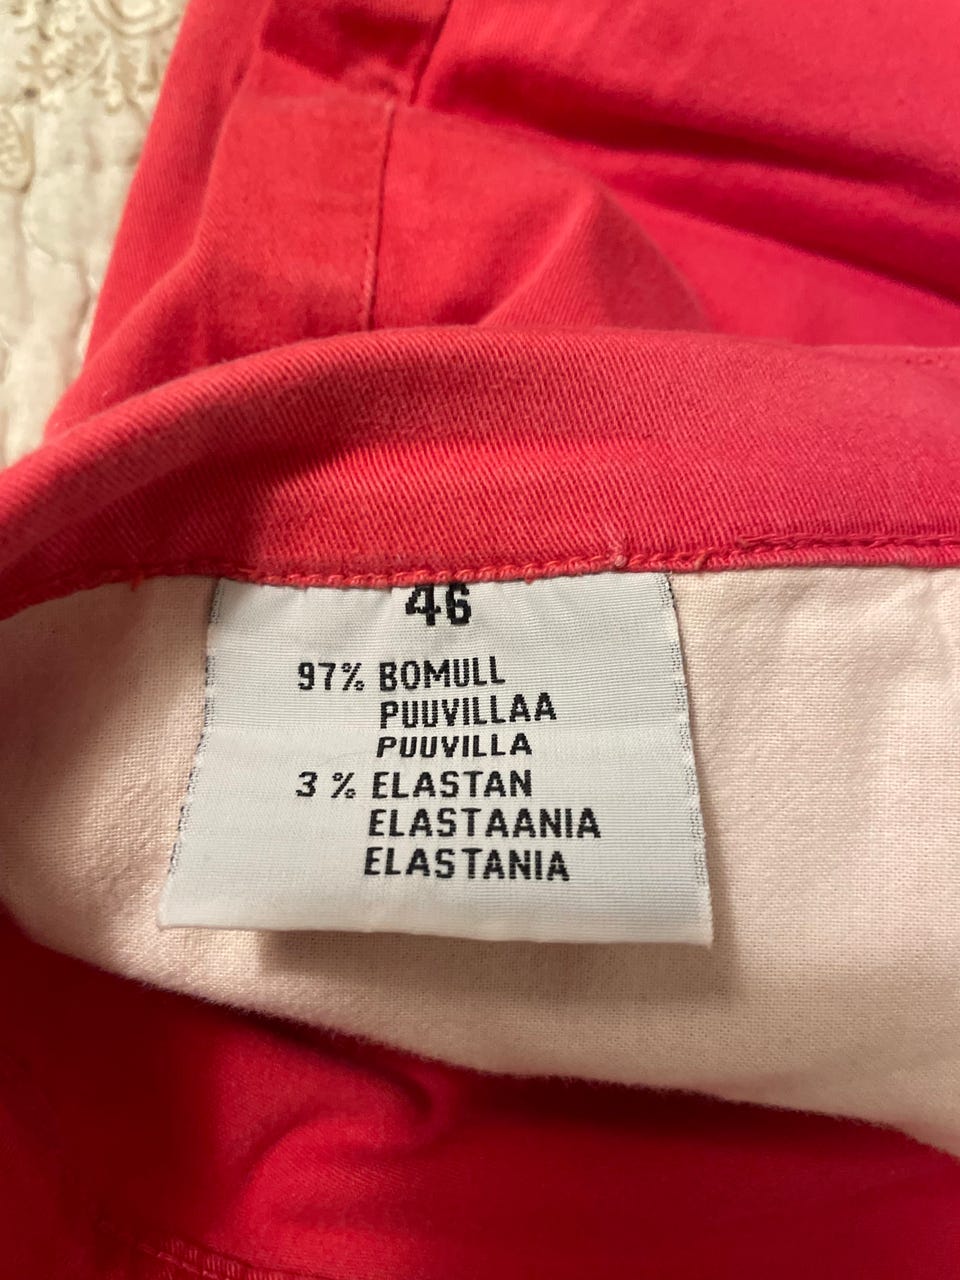 46
97% BOMULL
PUUVILLAA
PUUVILLA
3 % ELASTAN
ELASTAANIA
ELASTANIA